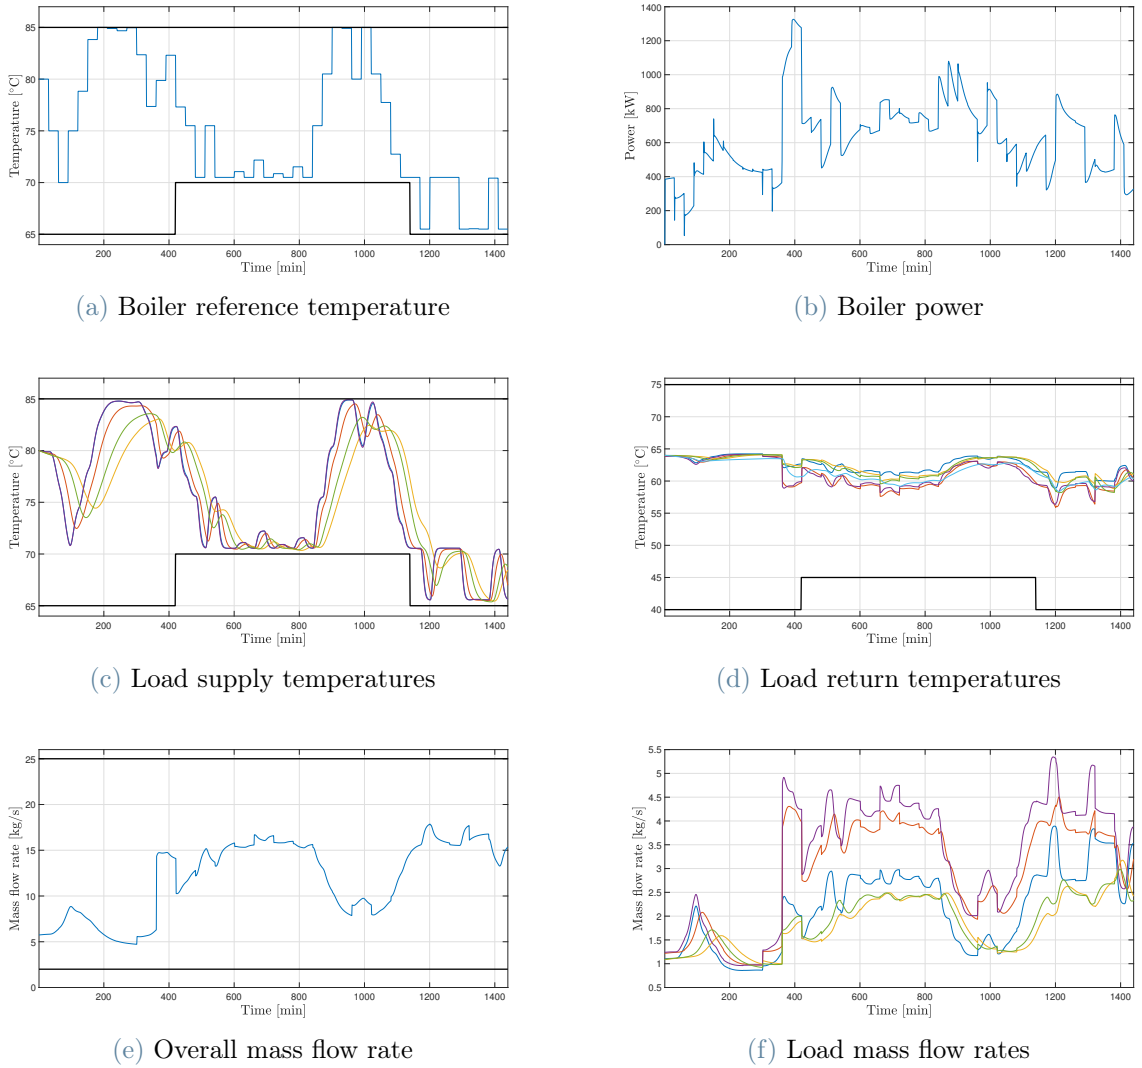 85
80
75
70
65
Temperature [°C]
200 400 600 800 1000 1200 1400
Time [min]
(a) Boiler reference temperature
1400
1200
1000
800
600
400
200
0
Power [kW]
200 400 600 800 1000 1200 1400
Time [min]
(b) Boiler power
85
80
75
70
65
Temperature [°C]
200 400 600 800 1000 1200 1400
Time [min]
(c) Load supply temperatures
75
70
65
60
55
50
45
40
Temperature [°C]
200 400 600 800 1000 1200 1400
Time [min]
(d) Load return temperatures
25
20
15
10
5
0
Mass flow rate [kg/s]
200 400 600 800 1000 1200 1400
Time [min]
(e) Overall mass flow rate
5.5
5
4.5
4
3.5
3
2.5
2
1.5
1
0.5
Mass flow rate [kg/s]
200 400 600 800 1000 1200 1400
Time [min]
(f) Load mass flow rates